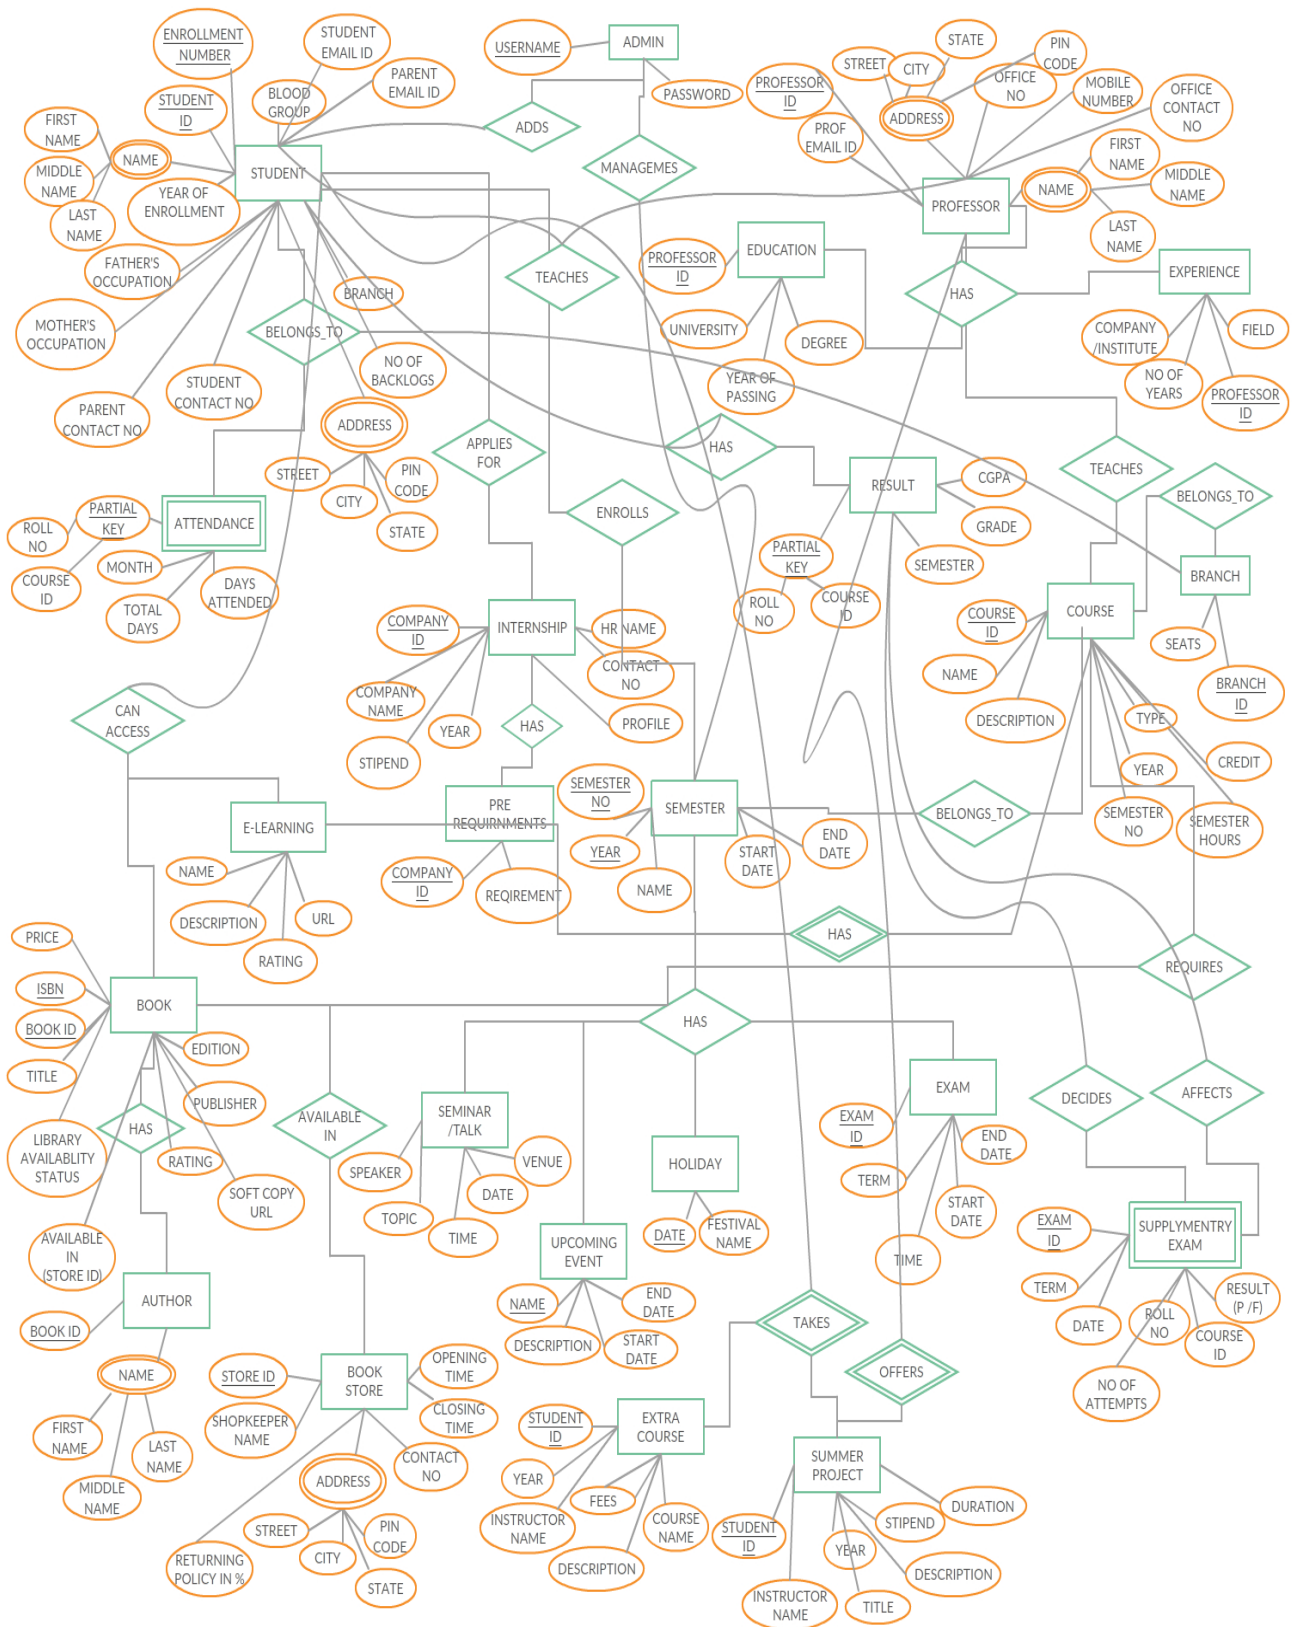 ENROLLMENT
NUMBER
STUDENT
EMAIL ID
USERNAME
ADMIN
PASSWORD
PARENT
EMAIL ID
BLOOD
GROUP
STUDENT
ID
FIRST
NAME
MIDDLE
NAME
LAST
NAME
NAME
YEAR OF
ENROLLMENT
STUDENT
ADDS
MANAGEMES
STREET
CITY
STATE
PIN
CODE
PROFESSOR
ID
PROF
EMAIL ID
ADDRESS
OFFICE
NO
MOBILE
NUMBER
OFFICE
CONTACT
NO
FIRST
NAME
NAME
MIDDLE
NAME
LAST
NAME
PROFESSOR
FATHER'S
OCCUPATION
MOTHER'S
OCCUPATION
PARENT
CONTACT NO
STUDENT
CONTACT NO
BELONGS_TO
BRANCH
NO OF
BACKLOGS
ADDRESS
STREET
CITY
PIN
CODE
STATE
TEACHES
PROFESSOR
ID
EDUCATION
UNIVERSITY
DEGREE
YEAR OF
PASSING
HAS
EXPERIENCE
COMPANY
/INSTITUTE
FIELD
NO OF
YEARS
PROFESSOR
ID
APPLIES
FOR
HAS
RESULT
CGPA
GRADE
SEMESTER
PARTIAL
KEY
ROLL
NO
COURSE
ID
TEACHES
BELONGS_TO
BRANCH
SEATS
BRANCH
ID
ENROLLS
ATTENDANCE
PARTIAL
KEY
ROLL
NO
COURSE
ID
MONTH
TOTAL
DAYS
DAYS
ATTENDED
COURSE
COURSE
ID
NAME
DESCRIPTION
TYPE
YEAR
CREDIT
SEMESTER
NO
SEMESTER
HOURS
INTERNSHIP
COMPANY
ID
COMPANY
NAME
STIPEND
YEAR
HR NAME
CONTACT
NO
PROFILE
HAS
PRE
REQUIRNMENTS
COMPANY
ID
REQIREMENT
CAN
ACCESS
E-LEARNING
NAME
DESCRIPTION
RATING
URL
SEMESTER
NO
YEAR
NAME
SEMESTER
START
DATE
END
DATE
BELONGS_TO
HAS
REQUIRES
PRICE
ISBN
BOOK ID
TITLE
BOOK
EDITION
PUBLISHER
RATING
SOFT COPY
URL
LIBRARY
AVAILABLITY
STATUS
AVAILABLE
IN
(STORE ID)
HAS
AUTHOR
BOOK ID
NAME
FIRST
NAME
MIDDLE
NAME
LAST
NAME
AVAILABLE
IN
HAS
SEMINAR
/TALK
SPEAKER
TOPIC
TIME
DATE
VENUE
HOLIDAY
DATE
FESTIVAL
NAME
UPCOMING
EVENT
NAME
DESCRIPTION
START
DATE
END
DATE
EXAM
EXAM
ID
TERM
TIME
START
DATE
END
DATE
DECIDES
AFFECTS
SUPPLYMENTRY
EXAM
EXAM
ID
TERM
DATE
ROLL
NO
COURSE
ID
RESULT
(P /F)
NO OF
ATTEMPTS
BOOK
STORE
STORE ID
SHOPKEEPER
NAME
OPENING
TIME
CLOSING
TIME
CONTACT
NO
ADDRESS
STREET
CITY
PIN
CODE
STATE
RETURNING
POLICY IN %
TAKES
OFFERS
EXTRA
COURSE
STUDENT
ID
YEAR
INSTRUCTOR
NAME
FEES
DESCRIPTION
COURSE
NAME
SUMMER
PROJECT
STUDENT
ID
INSTRUCTOR
NAME
YEAR
TITLE
STIPEND
DESCRIPTION
DURATION